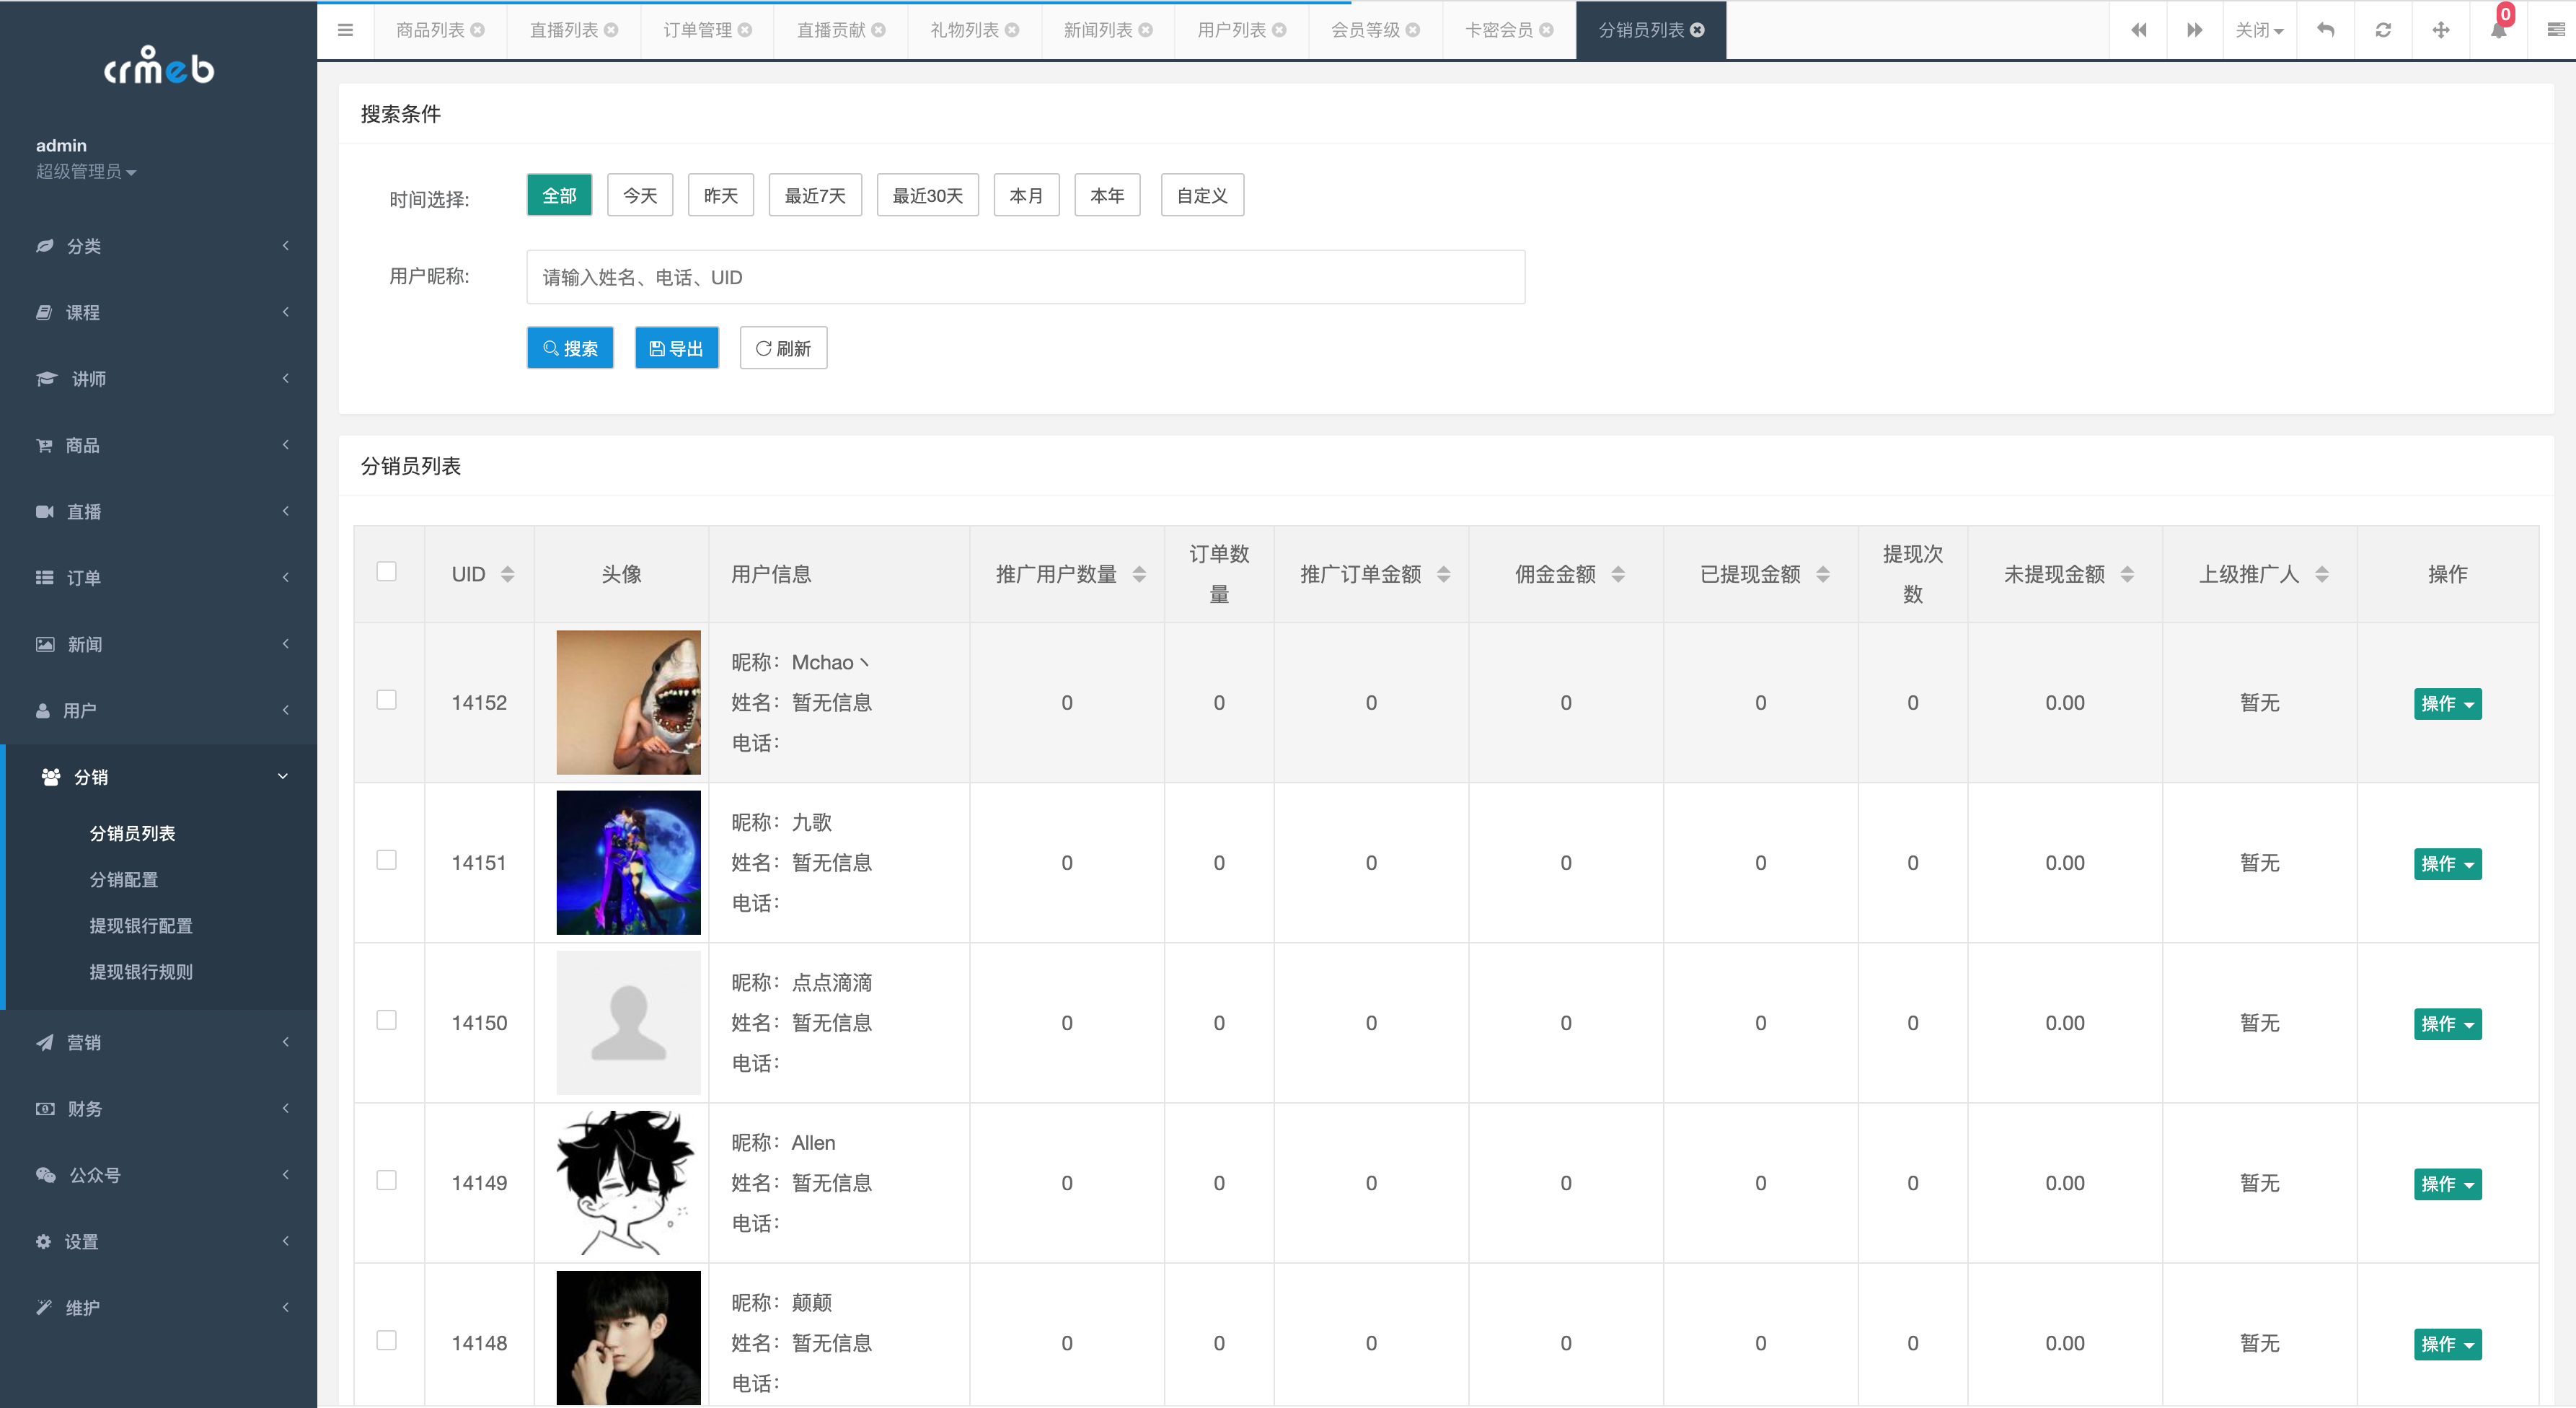 crmeb
admin
超级管理员
分类
课程
讲师
商品
直播
订单
新闻
用户
分销
分销员列表
分销配置
提现银行配置
提现银行规则
营销
财务
公众号
设置
维护
商品列表 直播列表 订单管理 直播贡献 礼物列表 新闻列表 用户列表 会员等级 卡密会员 分销员列表 关闭 0
搜索条件
时间选择: 全部 今天 昨天 最近7天 最近30天 本月 本年 自定义
用户昵称: 请输入姓名、电话、UID
搜索 导出 刷新
分销员列表
UID 头像 用户信息 推广用户数量 订单数量 推广订单金额 佣金金额 已提现金额 提现次数 未提现金额 上级推广人 操作
昵称：Mchao丶
14152 姓名：暂无信息 0 0 0 0 0 0 0.00 暂无 操作
电话：
昵称：九歌
14151 姓名：暂无信息 0 0 0 0 0 0 0.00 暂无 操作
电话：
昵称：点点滴滴
14150 姓名：暂无信息 0 0 0 0 0 0 0.00 暂无 操作
电话：
昵称：Allen
14149 姓名：暂无信息 0 0 0 0 0 0 0.00 暂无 操作
电话：
昵称：颠颠
14148 姓名：暂无信息 0 0 0 0 0 0 0.00 暂无 操作
电话：